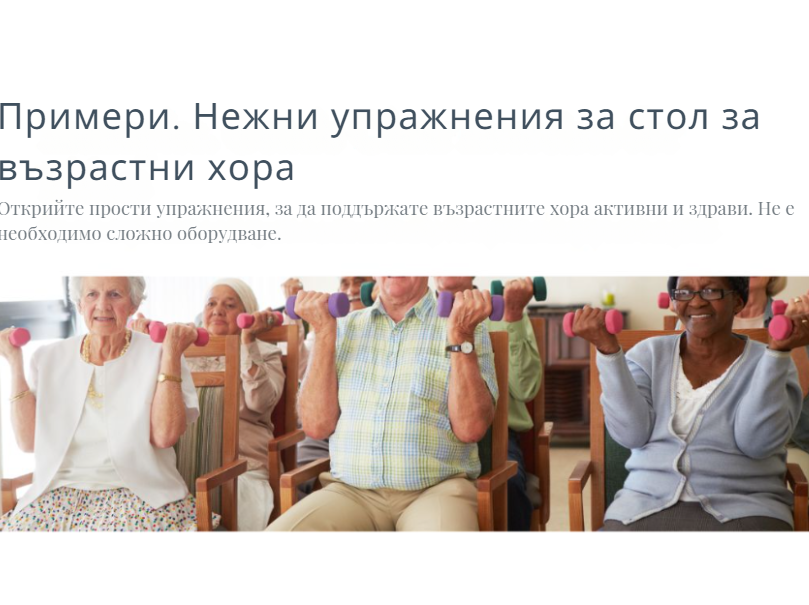 Примери. Нежни упражнения за стол за
възрастни хора
Открийте прости упражнения, за да поддържате възрастните хора активни и здрави. Не е
необходимо сложно оборудване.